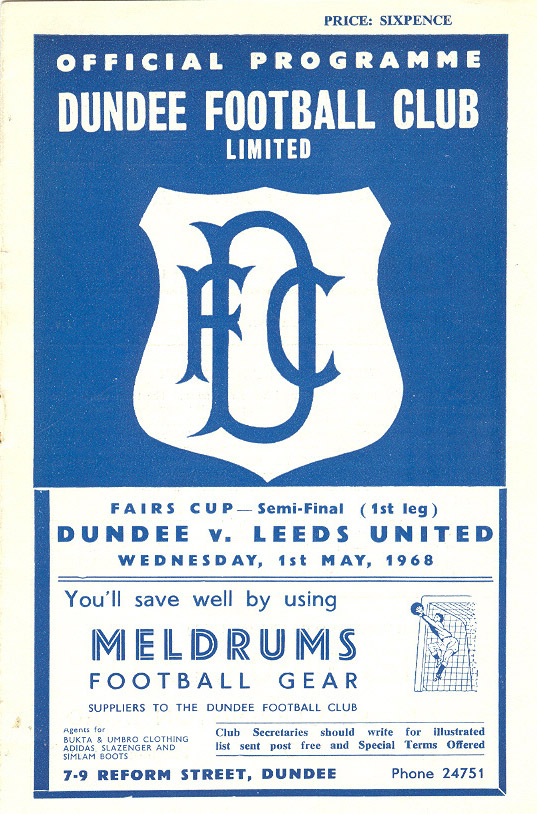 PRICE: SIXPENCE
OFFICIAL PROGRAMME
DUNDEE FOOTBALL CLUB
LIMITED
DFC
FAIRS CUP — Semi-Final (1st leg)
DUNDEE v. LEEDS UNITED
WEDNESDAY, 1st MAY, 1968
You'll save well by using
MELDRUMS
FOOTBALL GEAR
SUPPLIERS TO THE DUNDEE FOOTBALL CLUB
Agents for
BUKTA & UMBRO CLOTHING
ADIDAS, SLAZENGER AND
SIMLAM BOOTS
Club Secretaries should write for illustrated
list sent post free and Special Terms Offered
7-9 REFORM STREET, DUNDEE
Phone 24751